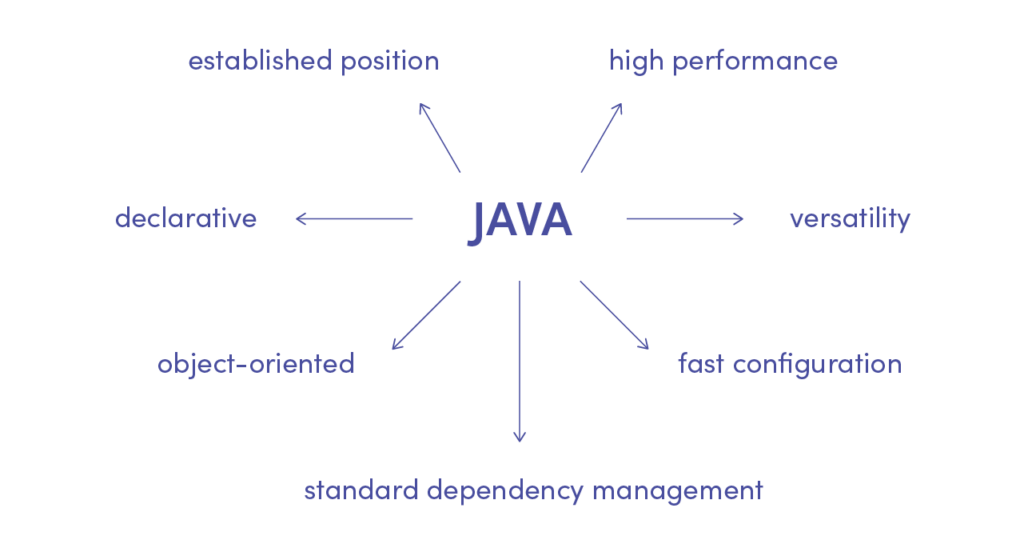 established position
high performance
declarative
JAVA
versatility
object-oriented
fast configuration
standard dependency management